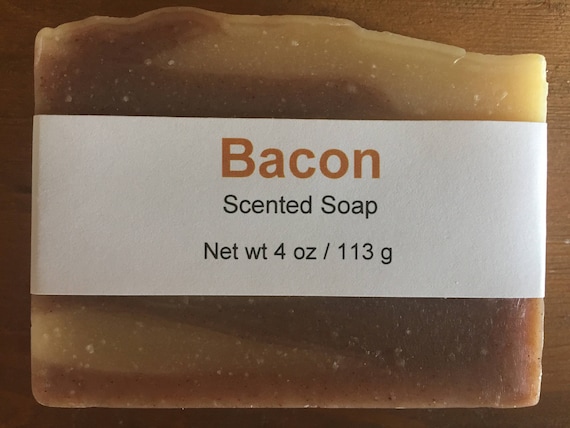 Bacon
Scented Soap
Net wt 4 oz / 113 g